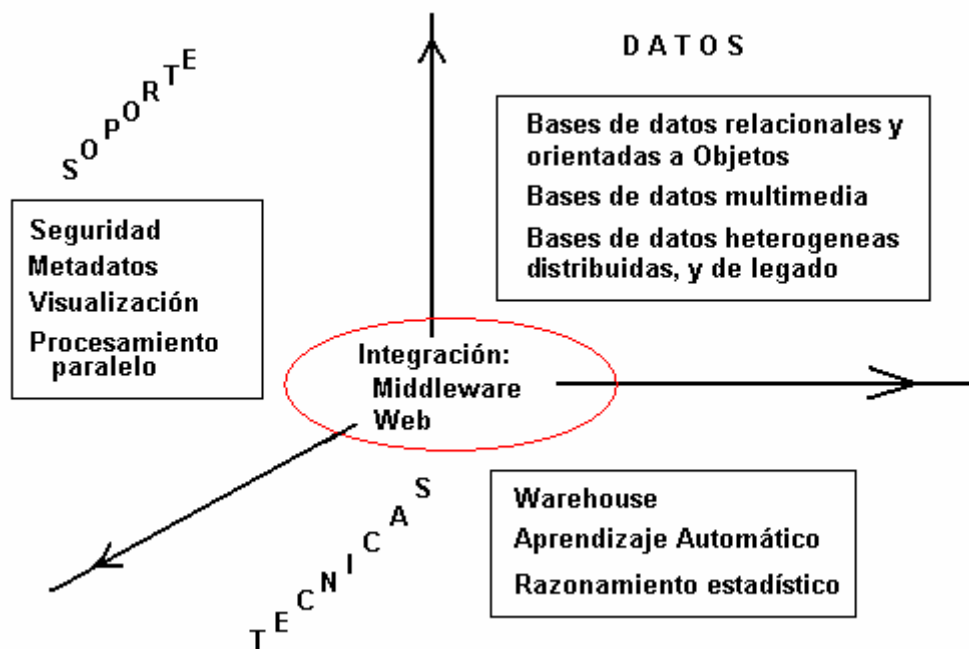 SOPORTE
Seguridad
Metadatos
Visualización
Procesamiento
paralelo
DATOS
Bases de datos relacionales y
orientadas a Objetos
Bases de datos multimedia
Bases de datos heterogeneas
distribuidas, y de legado
Integración:
Middleware
Web
TECNICAS
Warehouse
Aprendizaje Automático
Razonamiento estadístico